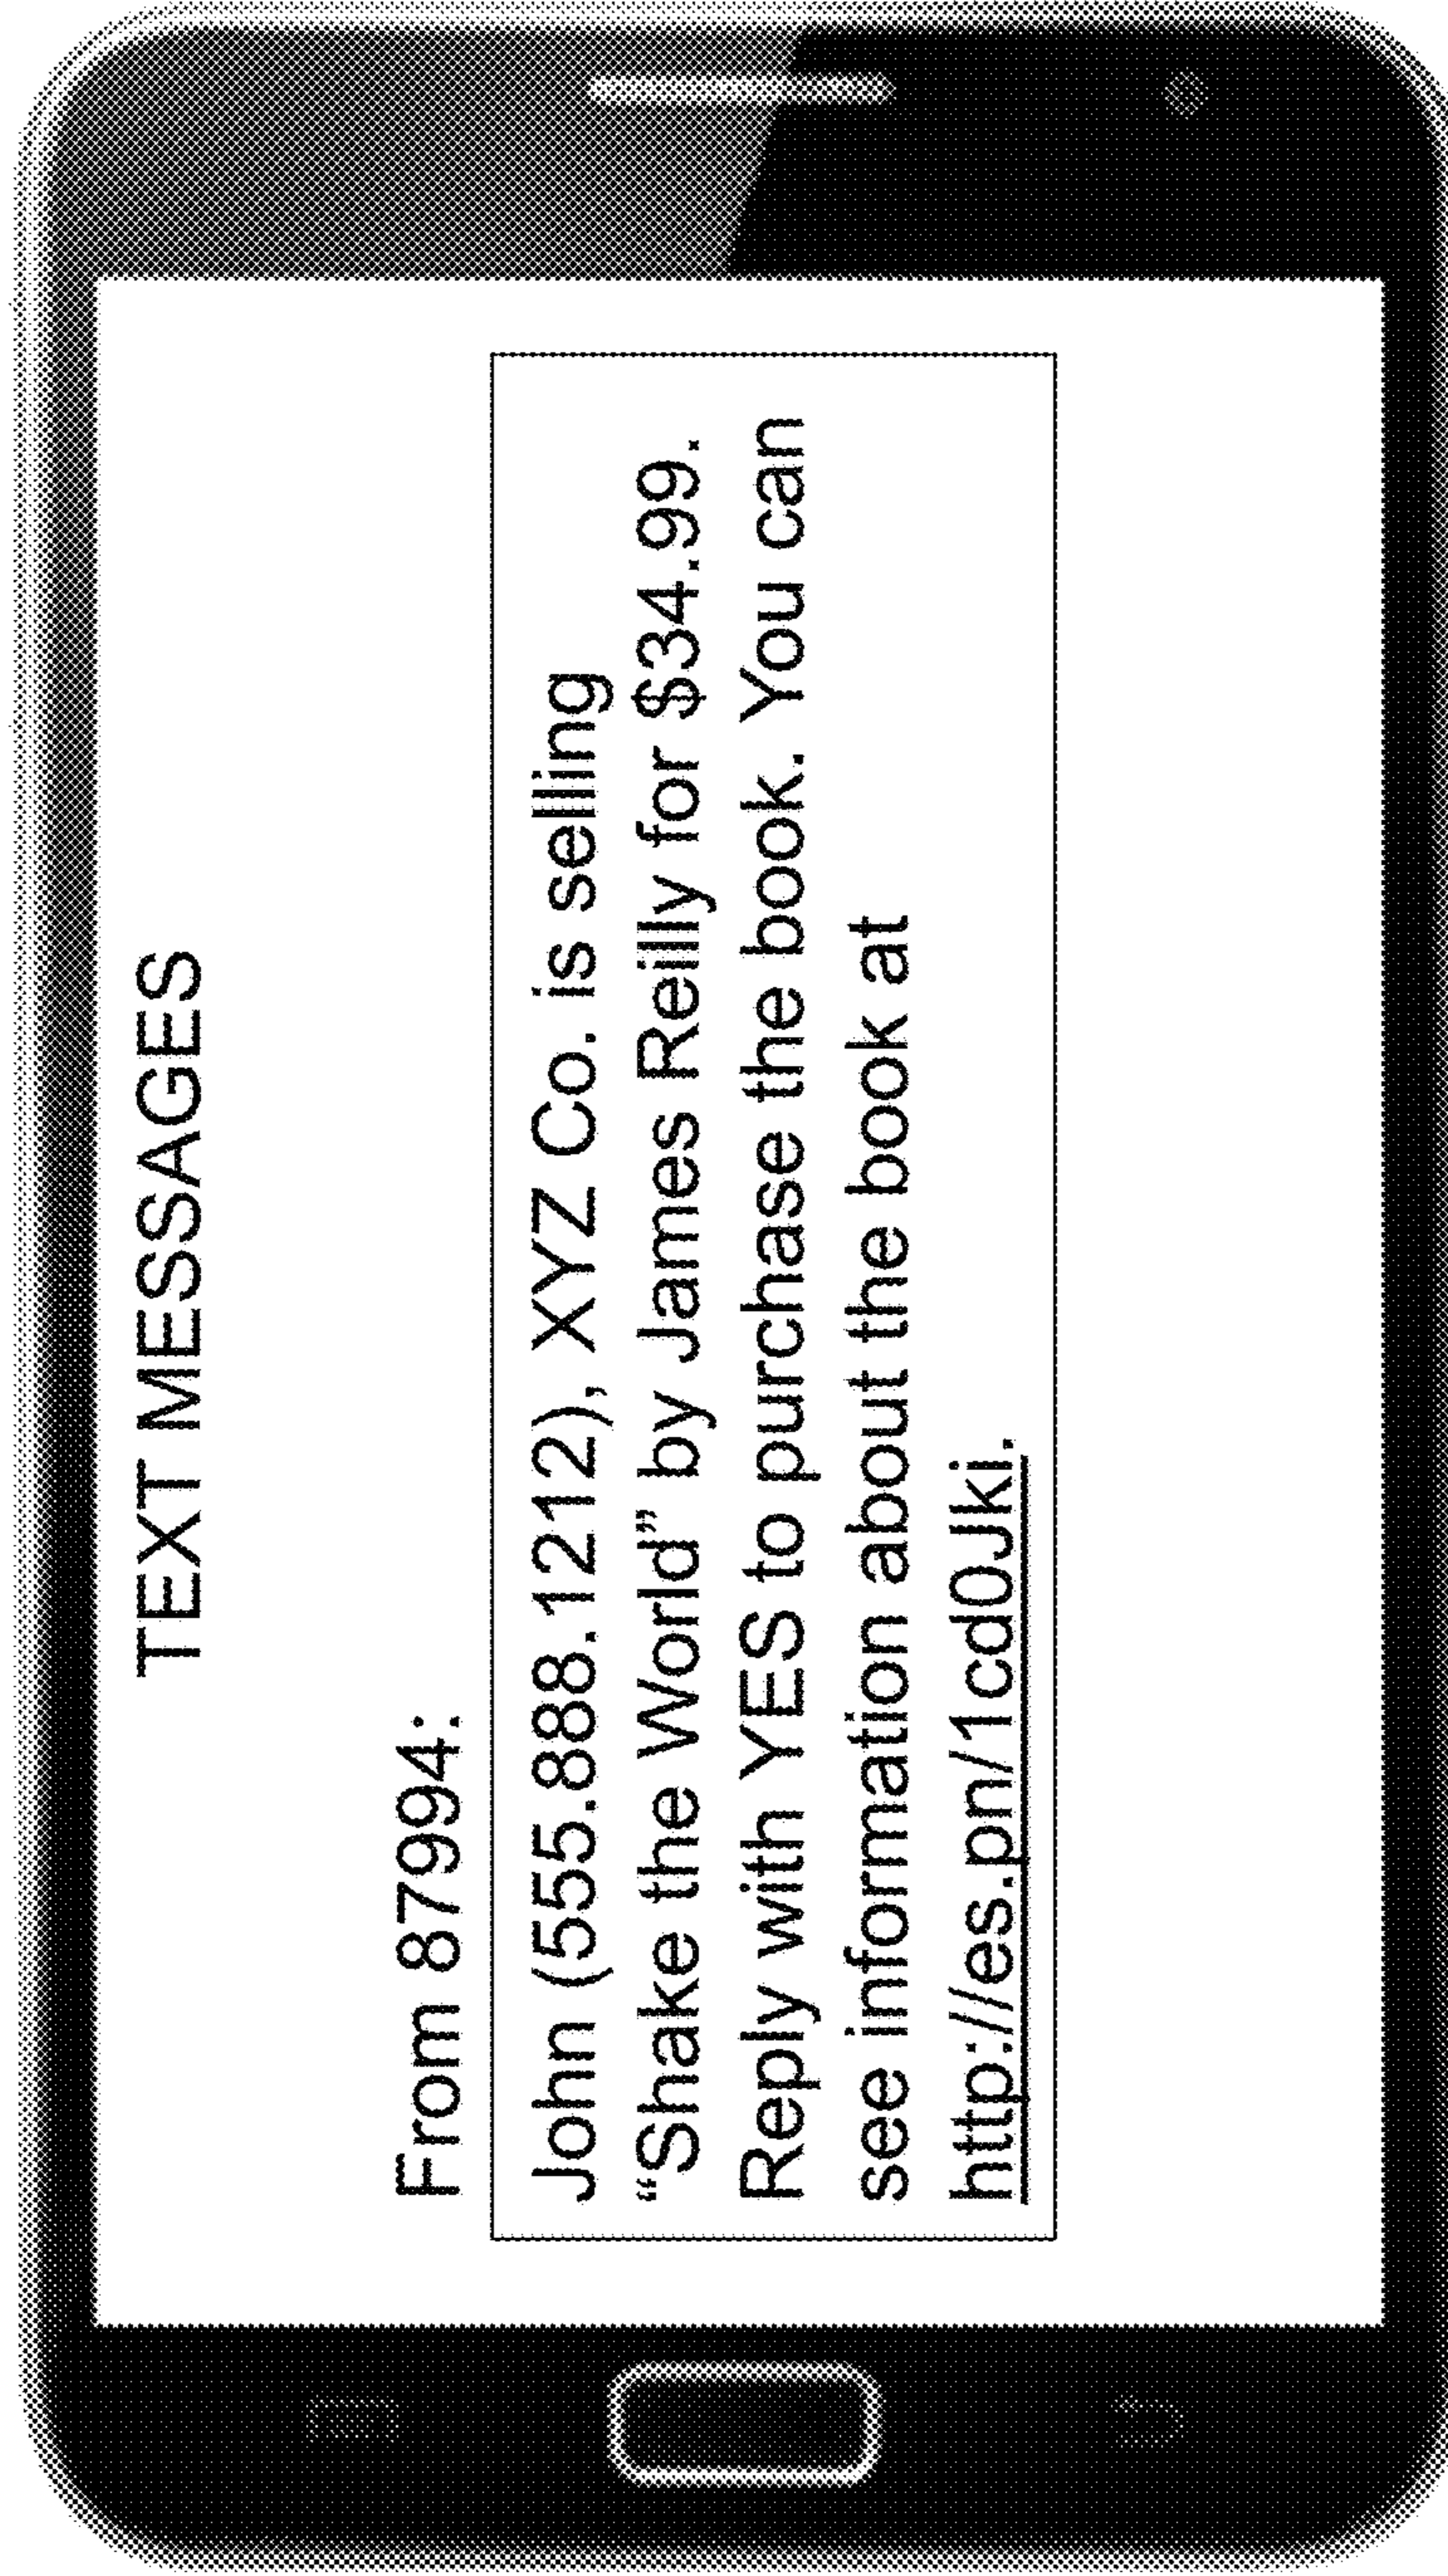 TEXT MESSAGES
From 87994:
John (555.888.1212), XYZ Co. is selling
“Shake the World” by James Reilly for $34.99.
Reply with YES to purchase the book. You can
see information about the book at
http://es.pn/1cd0Jki.